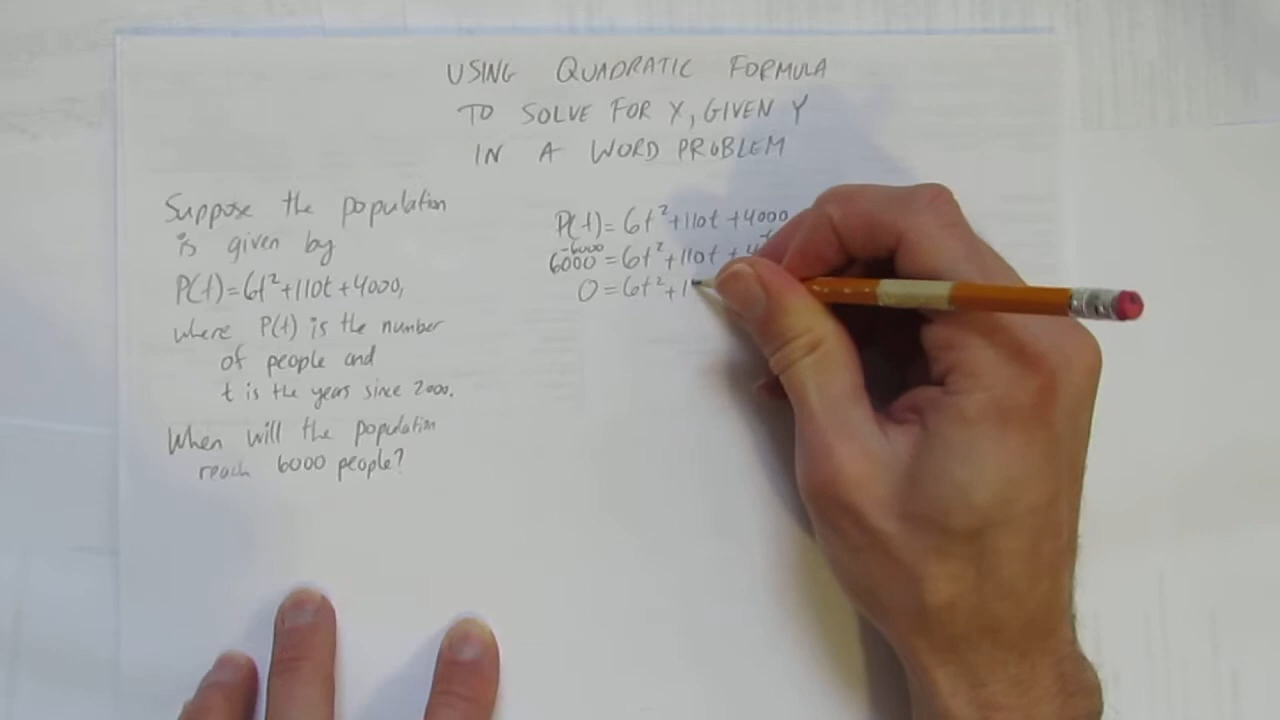 USING QUADRATIC FORMULA
TO SOLVE FOR X, GIVEN Y
IN A WORD PROBLEM
Suppose the population
is given by
P(t)=6t²+110t+4000,
where P(t) is the number
of people and
t is the years since 2000.
When will the population
reach 6000 people?
P(t)=6t²+110t+4000
-6000
6000=6t²+110t+4
0=6t²+1